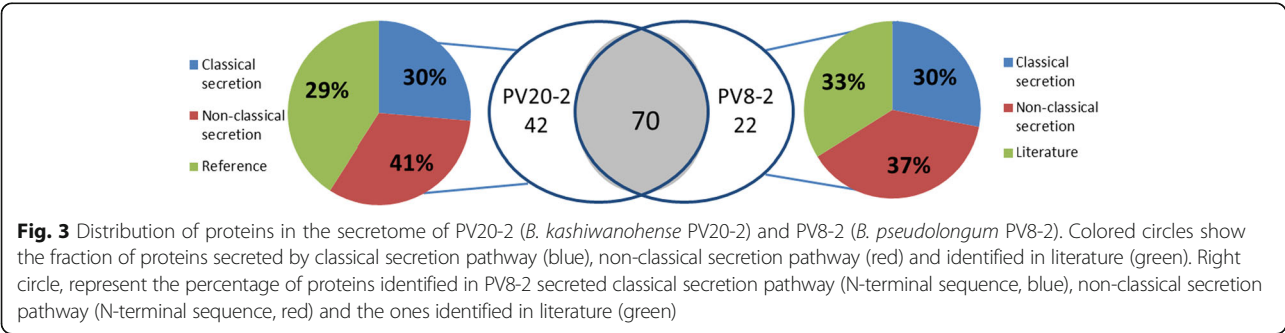 Classical
secretion
Non-classical
secretion
Reference
29%
30%
41%
PV20-2
42
70
PV8-2
22
33%
30%
37%
Classical
secretion
Non-classical
secretion
Literature
Fig. 3 Distribution of proteins in the secretome of PV20-2 (B. kashiwanohense PV20-2) and PV8-2 (B. pseudolongum PV8-2). Colored circles show
the fraction of proteins secreted by classical secretion pathway (blue), non-classical secretion pathway (red) and identified in literature (green). Right
circle, represent the percentage of proteins identified in PV8-2 secreted classical secretion pathway (N-terminal sequence, blue), non-classical secretion
pathway (N-terminal sequence, red) and the ones identified in literature (green)